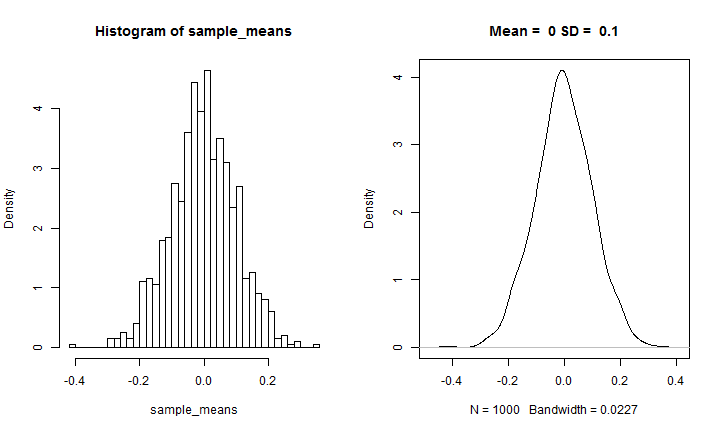 Histogram of sample_means
Density
4
3
2
1
0
-0.4 -0.2 0.0 0.2
sample_means
Mean =  0 SD =  0.1
Density
4
3
2
1
0
-0.4 -0.2 0.0 0.2 0.4
N = 1000   Bandwidth = 0.0227